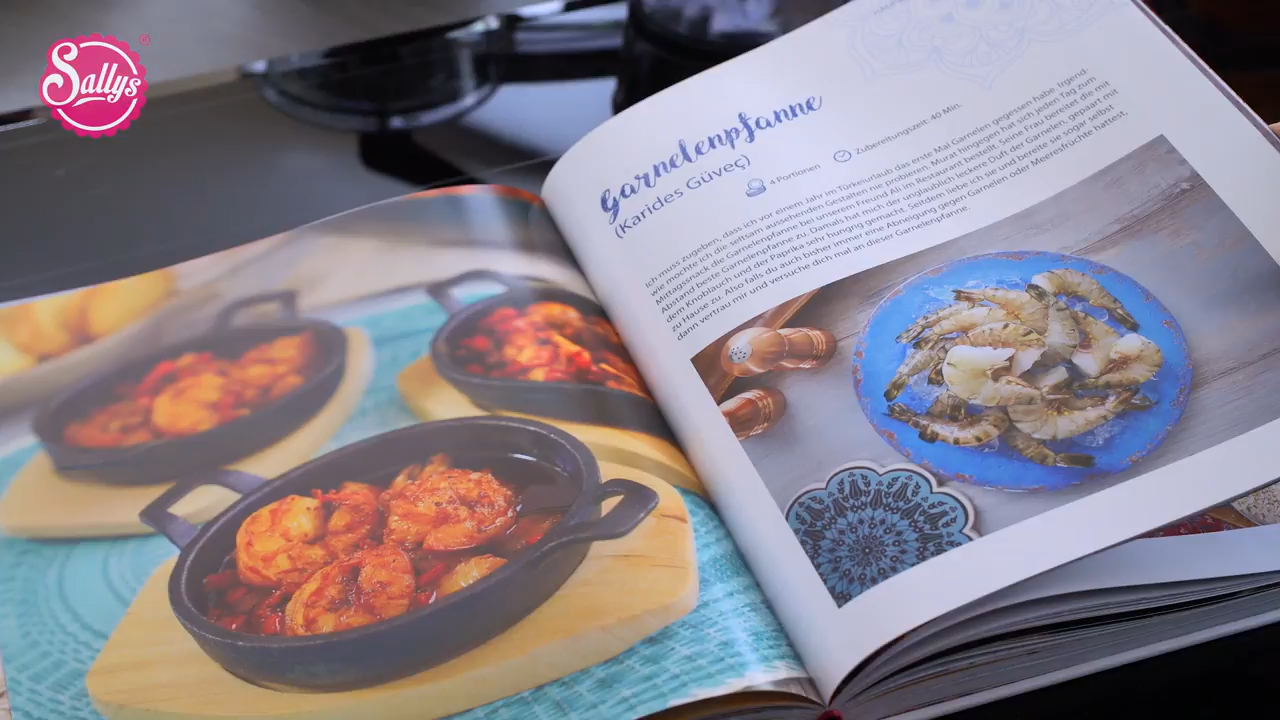 Sallys
®
Garnelenpfanne
(Karides Güveç)
4 Portionen
Zubereitungszeit: 40 Min.
Ich muss zugeben, dass ich vor einem Jahr im Türkeiurlaub das erste Mal Garnelen gegessen habe. Irgend-
wie mochte ich die seltsam aussehenden Gestalten nie probieren. Murat hingegen hat sich jeden Tag zum
Mittagssnack die Garnelenpfanne bei unserem Freund Ali im Restaurant bestellt. Seine Frau bereitet die mit
Abstand beste Garnelenpfanne zu. Damals hat mich der unglaublich leckere Duft der Garnelen, gepaart mit
dem Knoblauch und der Paprika sehr hungrig gemacht. Seitdem liebe ich sie und bereite sie sogar selbst
zu Hause zu. Also falls du auch bisher immer eine Abneigung gegen Garnelen oder Meeresfrüchte hattest,
dann vertrau mir und versuche dich mal an dieser Garnelenpfanne.